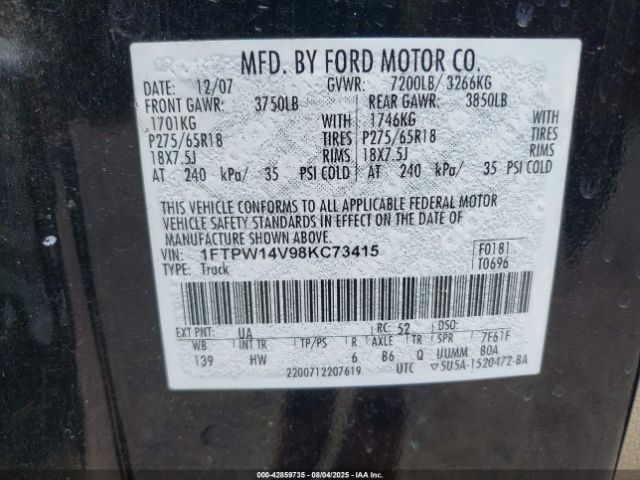 MFD. BY FORD MOTOR CO.
DATE: 12/07 GVWR: 7200LB/ 3266KG
FRONT GAWR: 3750LB REAR GAWR: 3850LB
1701KG WITH 1746KG WITH
P275/65R18 TIRES P275/65R18 TIRES
18X7.5J RIMS 18X7.5J RIMS
AT 240 kPa/ 35 PSI COLD AT 240 kPa/ 35 PSI COLD
THIS VEHICLE CONFORMS TO ALL APPLICABLE FEDERAL MOTOR
VEHICLE SAFETY STANDARDS IN EFFECT ON THE DATE OF
MANUFACTURE SHOWN ABOVE.
VIN: 1FTPW14V98KC73415 F0181
TYPE: Truck T0696
EXT PNT: UA RC: 52 DSO:
WB INT TR TP/PS R AXLE TR SPR 7F61F
139 HW 6 B6 Q UUMM BOA
2200712207619 UTC ▽5U5A-1520472-BA
000-42859735 - 08/04/2025 - IAA Inc.